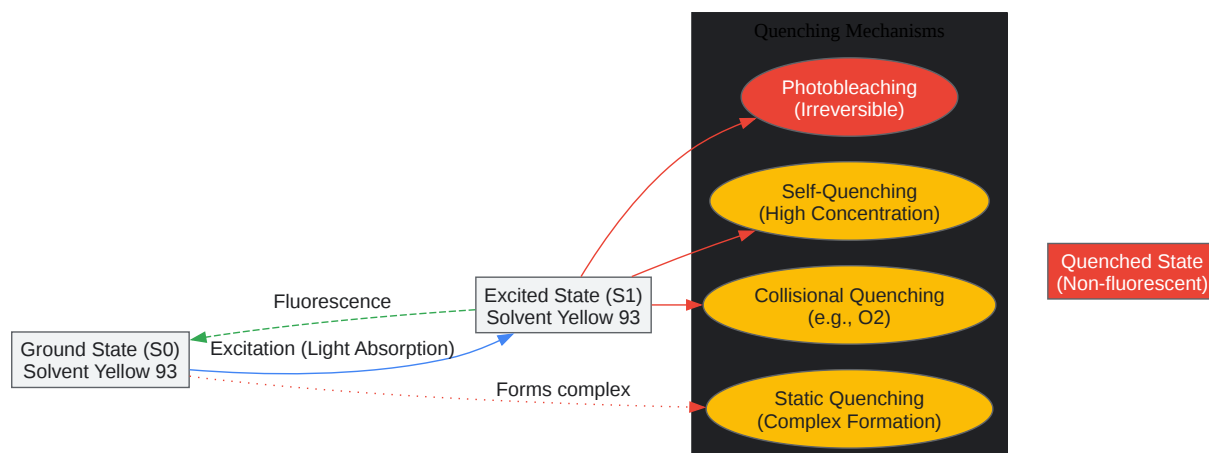 Quenching Mechanisms
Photobleaching
(Irreversible)
Self-Quenching
(High Concentration)
Quenched State
(Non-fluorescent)
Excited State (S1)
Solvent Yellow 93
Collisional Quenching
(e.g., O2)
Fluorescence
Ground State (S0)
Solvent Yellow 93
Excitation (Light Absorption)
Forms complex
Static Quenching
(Complex Formation)